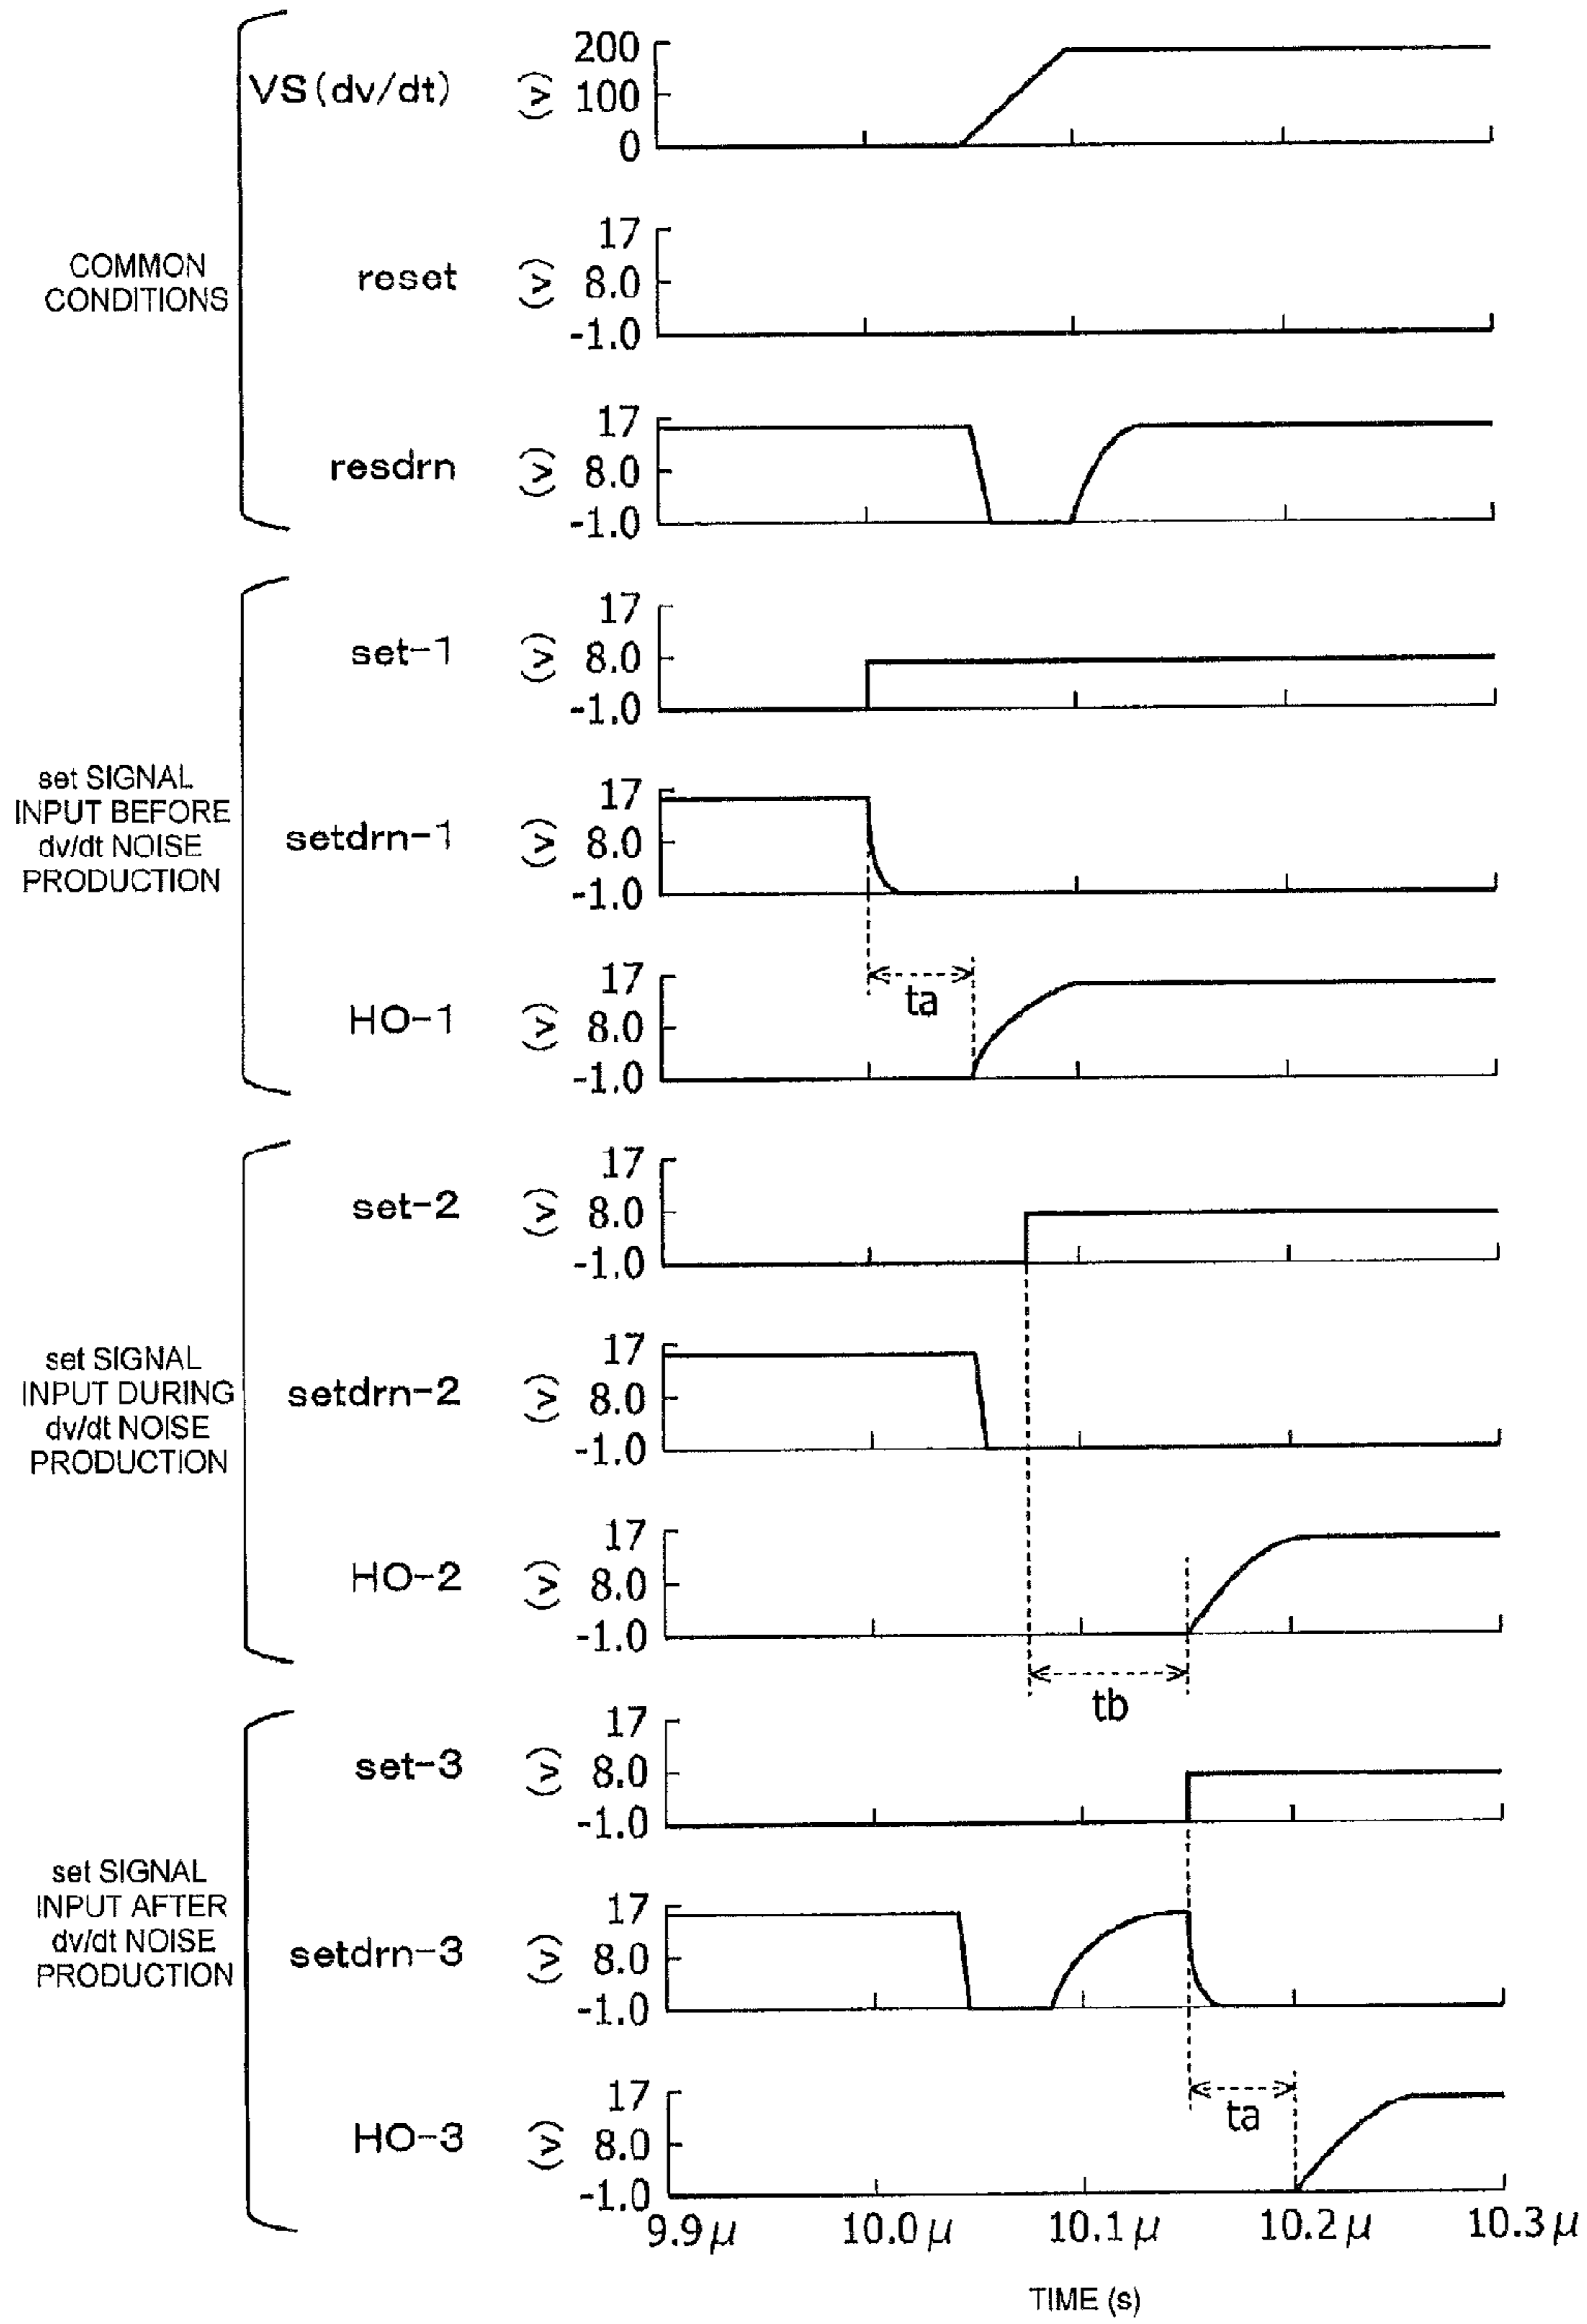 COMMON
CONDITIONS
VS(dv/dt)
(v)
200
100
0
reset
(v)
17
8.0
-1.0
resdrn
(v)
17
8.0
-1.0
set SIGNAL
INPUT BEFORE
dv/dt NOISE
PRODUCTION
set-1
(v)
17
8.0
-1.0
setdrn-1
(v)
17
8.0
-1.0
HO-1
(v)
17
8.0
-1.0
ta
set SIGNAL
INPUT DURING
dv/dt NOISE
PRODUCTION
set-2
(v)
17
8.0
-1.0
setdrn-2
(v)
17
8.0
-1.0
HO-2
(v)
17
8.0
-1.0
tb
set SIGNAL
INPUT AFTER
dv/dt NOISE
PRODUCTION
set-3
(v)
17
8.0
-1.0
setdrn-3
(v)
17
8.0
-1.0
HO-3
(v)
17
8.0
-1.0
ta
9.9μ 10.0μ 10.1μ 10.2μ 10.3μ
TIME (s)